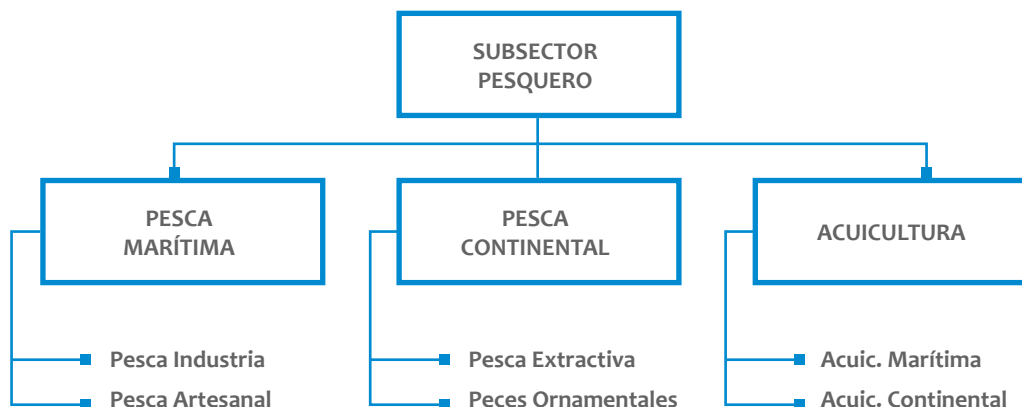 SUBSECTOR
PESQUERO
PESCA
MARÍTIMA
PESCA
CONTINENTAL
ACUICULTURA
Pesca Industria
Pesca Artesanal
Pesca Extractiva
Peces Ornamentales
Acuic. Marítima
Acuic. Continental